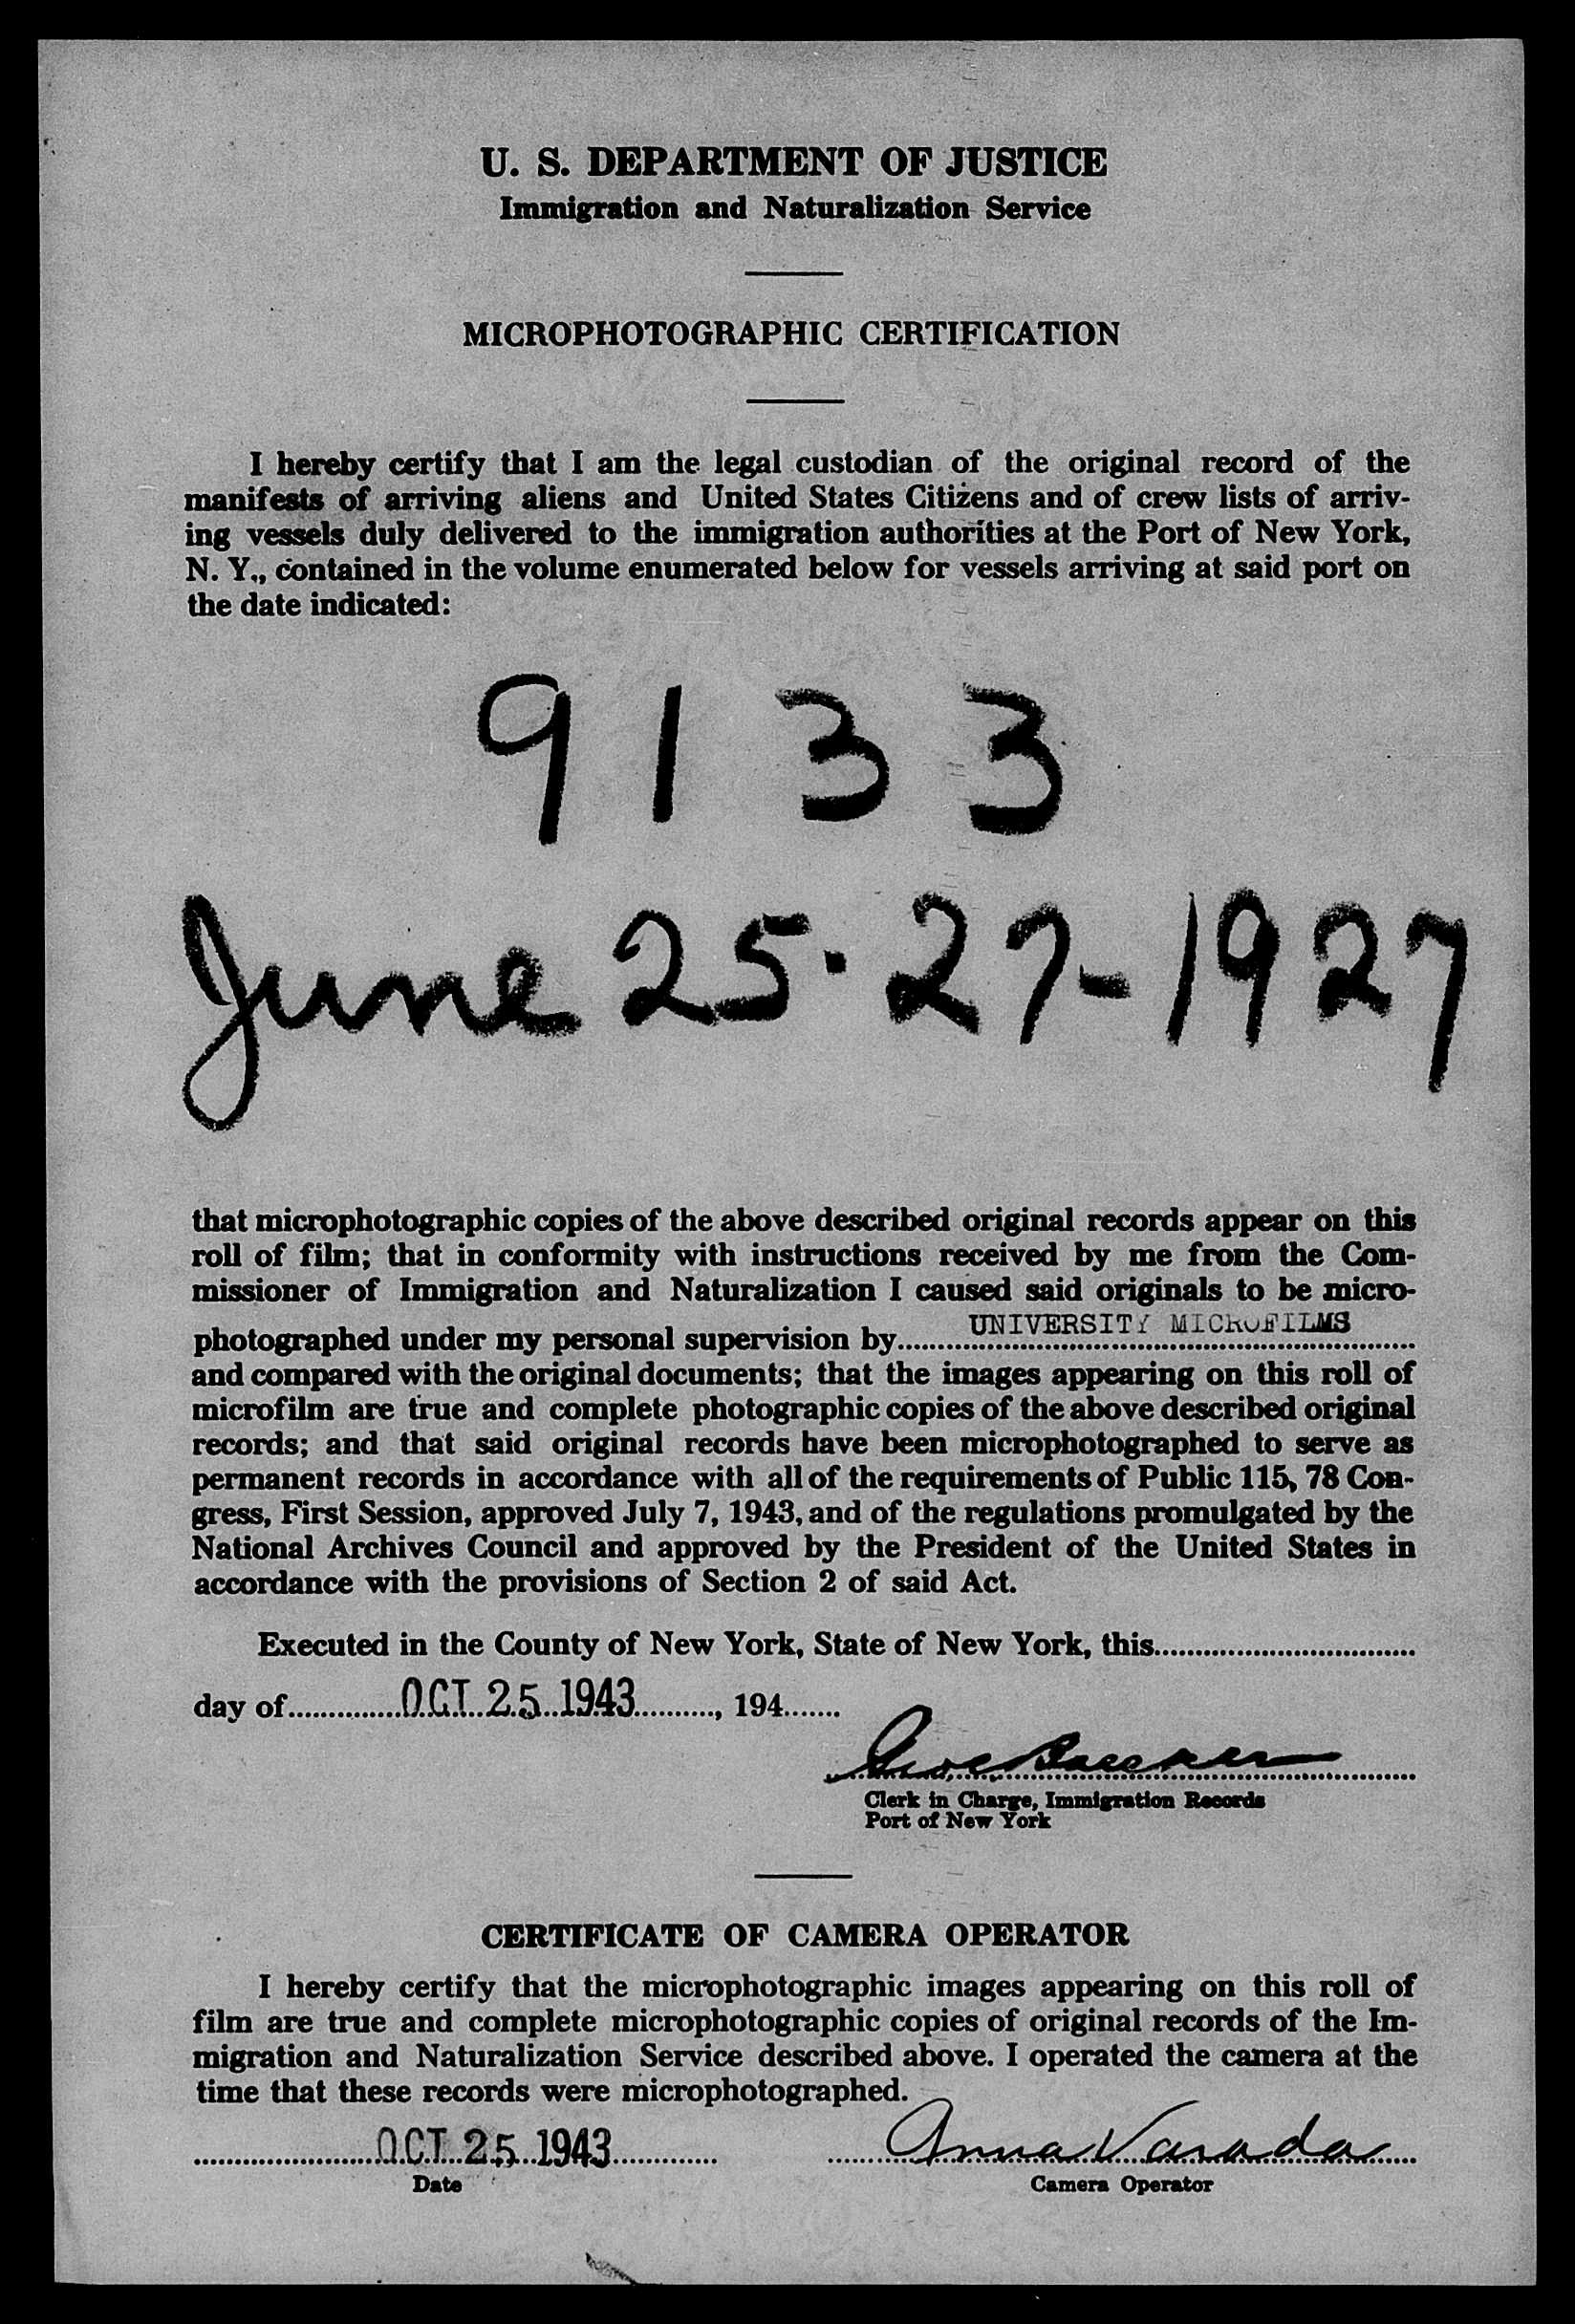 U. S. DEPARTMENT OF JUSTICE
Immigration and Naturalization Service
MICROPHOTOGRAPHIC CERTIFICATION
I hereby certify that I am the legal custodian of the original record of the
manifests of arriving aliens and United States Citizens and of crew lists of arriv-
ing vessels duly delivered to the immigration authorities at the Port of New York,
N. Y., contained in the volume enumerated below for vessels arriving at said port on
the date indicated:
9133
June 25-27-1927
that microphotographic copies of the above described original records appear on this
roll of film; that in conformity with instructions received by me from the Com-
missioner of Immigration and Naturalization I caused said originals to be micro-
photographed under my personal supervision by UNIVERSITY MICROFILMS
and compared with the original documents; that the images appearing on this roll of
microfilm are true and complete photographic copies of the above described original
records; and that said original records have been microphotographed to serve as
permanent records in accordance with all of the requirements of Public 115, 78 Con-
gress, First Session, approved July 7, 1943, and of the regulations promulgated by the
National Archives Council and approved by the President of the United States in
accordance with the provisions of Section 2 of said Act.
Executed in the County of New York, State of New York, this
day of OCT 25 1943, 194
Clerk in Charge, Immigration Records
Port of New York
CERTIFICATE OF CAMERA OPERATOR
I hereby certify that the microphotographic images appearing on this roll of
film are true and complete microphotographic copies of original records of the Im-
migration and Naturalization Service described above. I operated the camera at the
time that these records were microphotographed.
OCT 25 1943 Anna Varada
Date Camera Operator